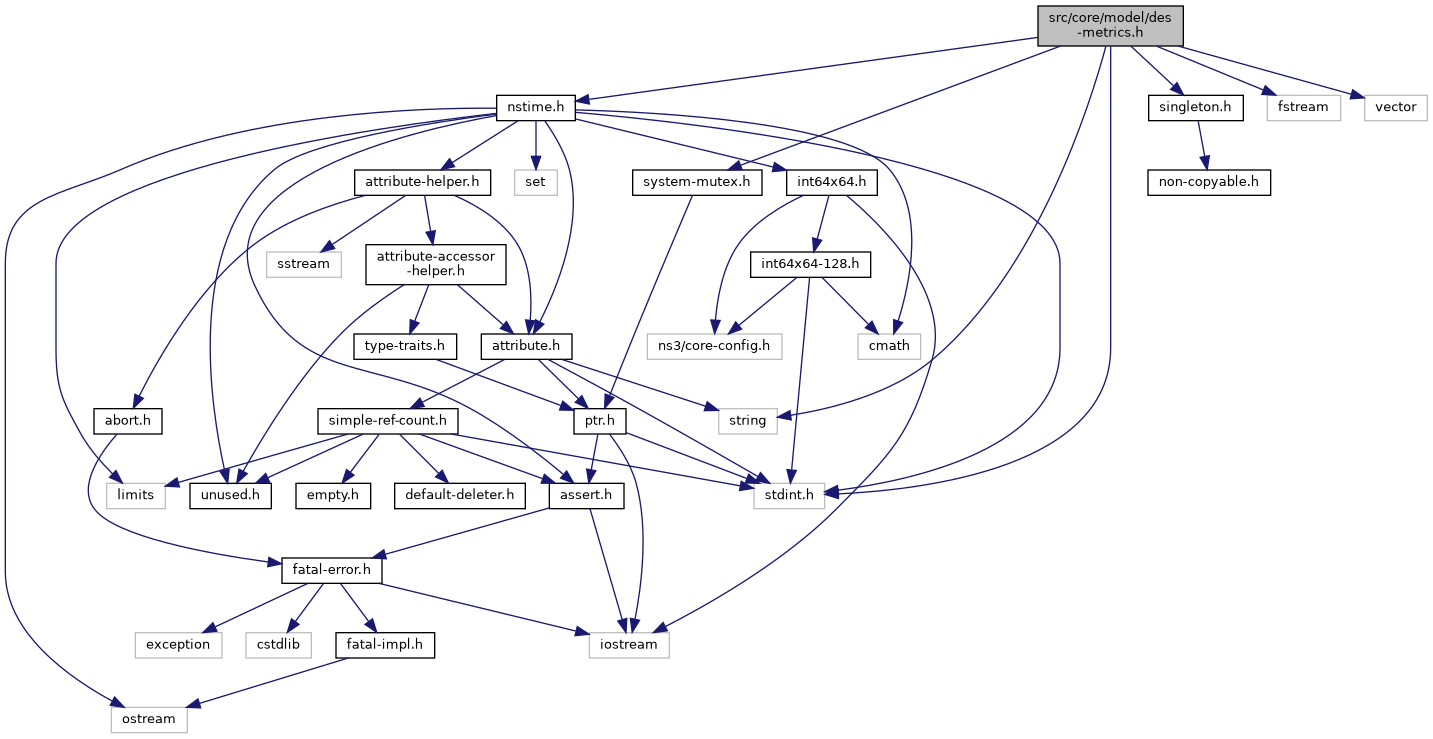 src/core/model/des
-metrics.h
nstime.h
singleton.h
fstream
vector
attribute-helper.h
set
system-mutex.h
int64x64.h
non-copyable.h
sstream
attribute-accessor
-helper.h
int64x64-128.h
type-traits.h
attribute.h
ns3/core-config.h
cmath
abort.h
simple-ref-count.h
ptr.h
string
limits
unused.h
empty.h
default-deleter.h
assert.h
stdint.h
fatal-error.h
exception
cstdlib
fatal-impl.h
iostream
ostream